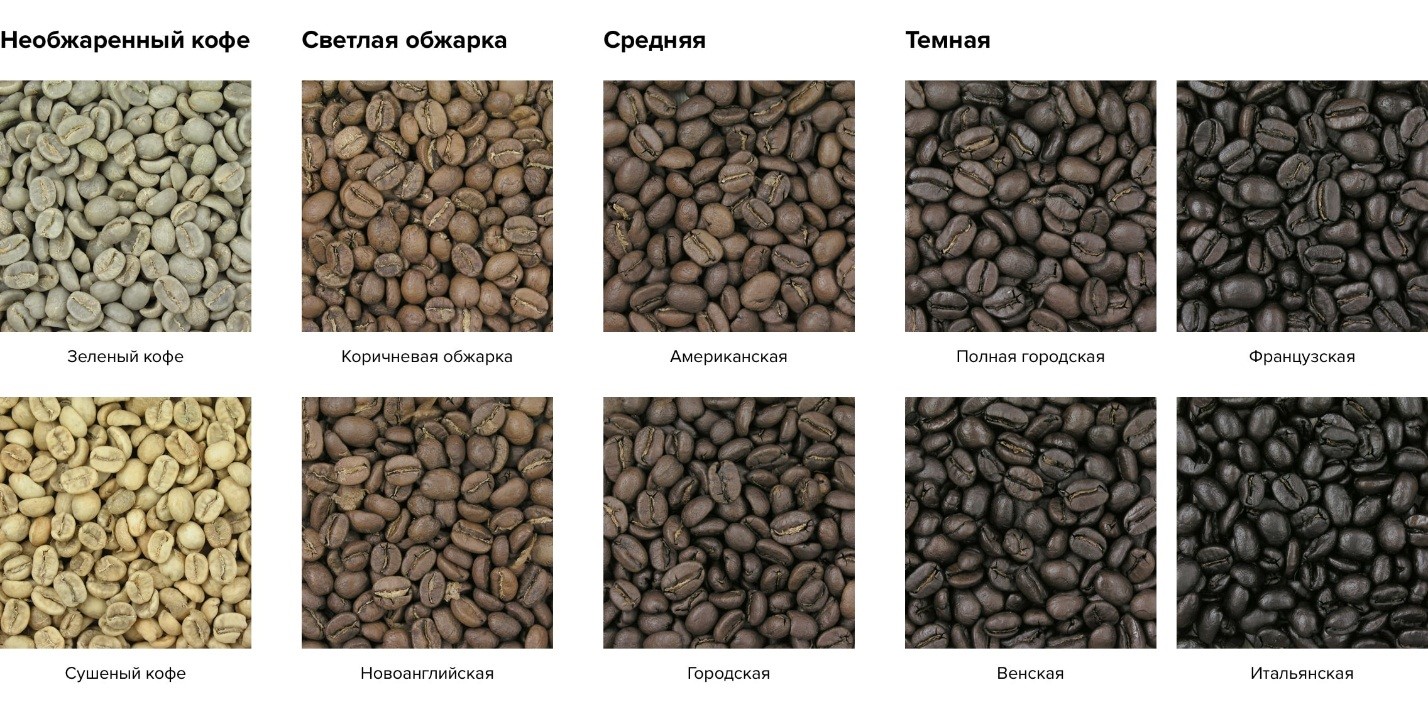 Необжаренный кофе
Светлая обжарка
Средняя
Темная
Зеленый кофе
Коричневая обжарка
Американская
Полная городская
Французская
Сушеный кофе
Новоанглийская
Городская
Венская
Итальянская